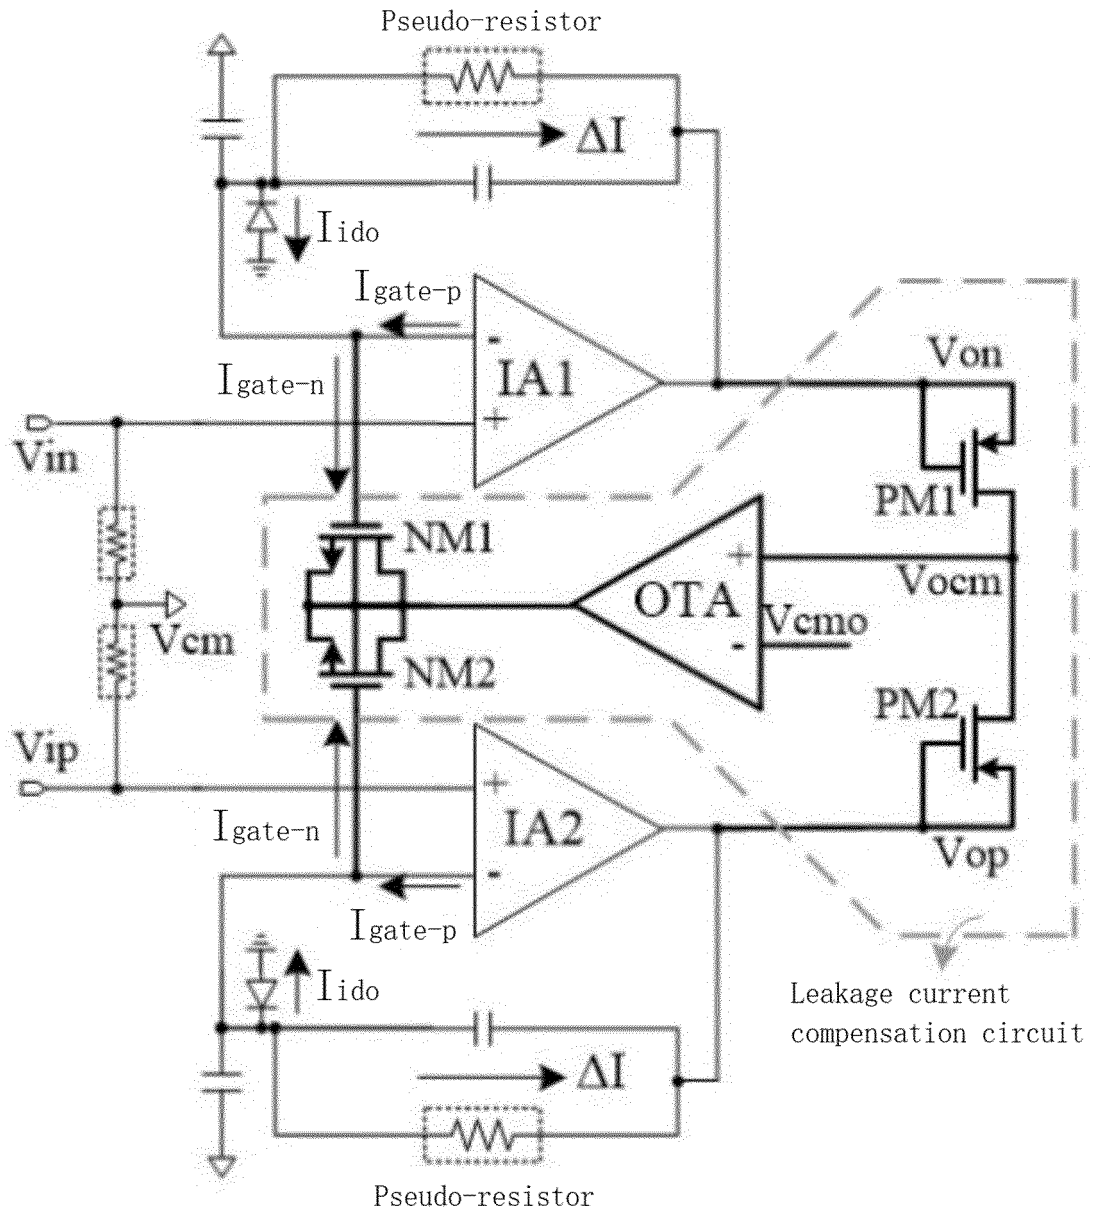 Pseudo-resistor
ΔI
Iido
Igate-p
IA1
-
+
Von
Igate-n
Vin
PM1
NM1
+
OTA
Vocm
Vcmo
-
Vcm
NM2
PM2
Vip
+
IA2
-
Igate-n
Vop
Igate-p
Iido
Leakage current
compensation circuit
ΔI
Pseudo-resistor